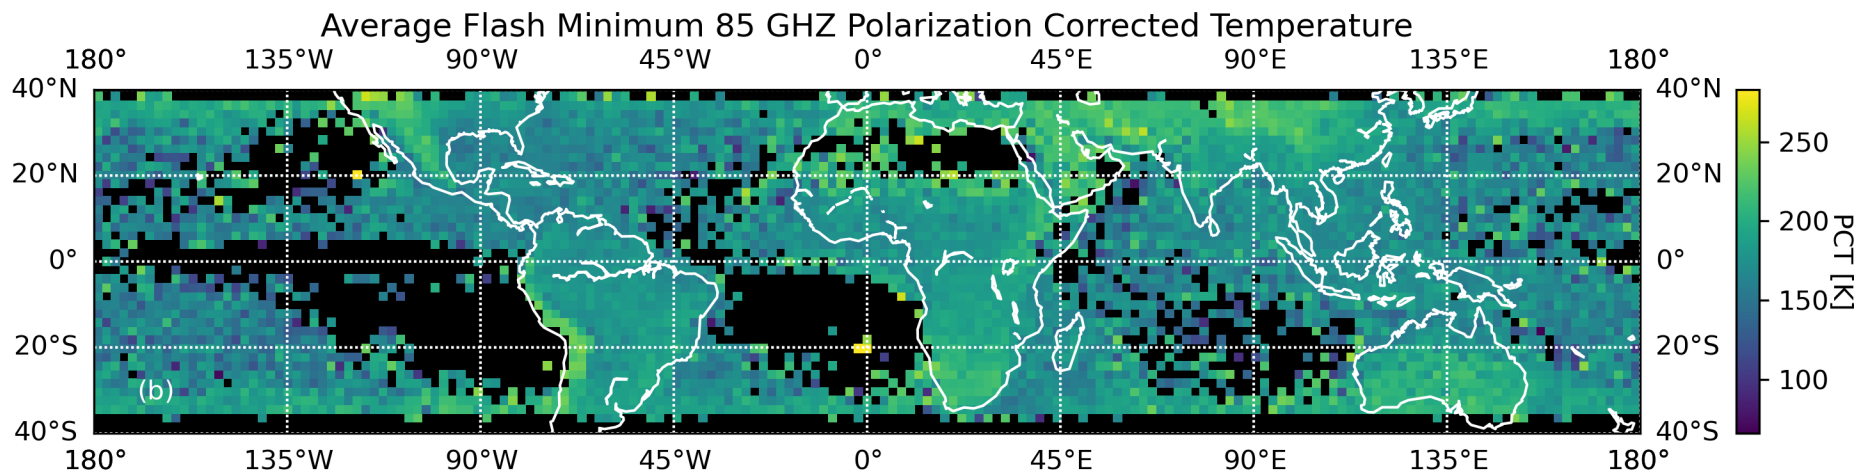 Average Flash Minimum 85 GHZ Polarization Corrected Temperature
180° 135°W 90°W 45°W 0° 45°E 90°E 135°E 180°
40°N 40°N
20°N 20°N
0° 0°
20°S 20°S
40°S 40°S
(b)
180° 135°W 90°W 45°W 0° 45°E 90°E 135°E 180°
250
200
150
100
PCT [K]